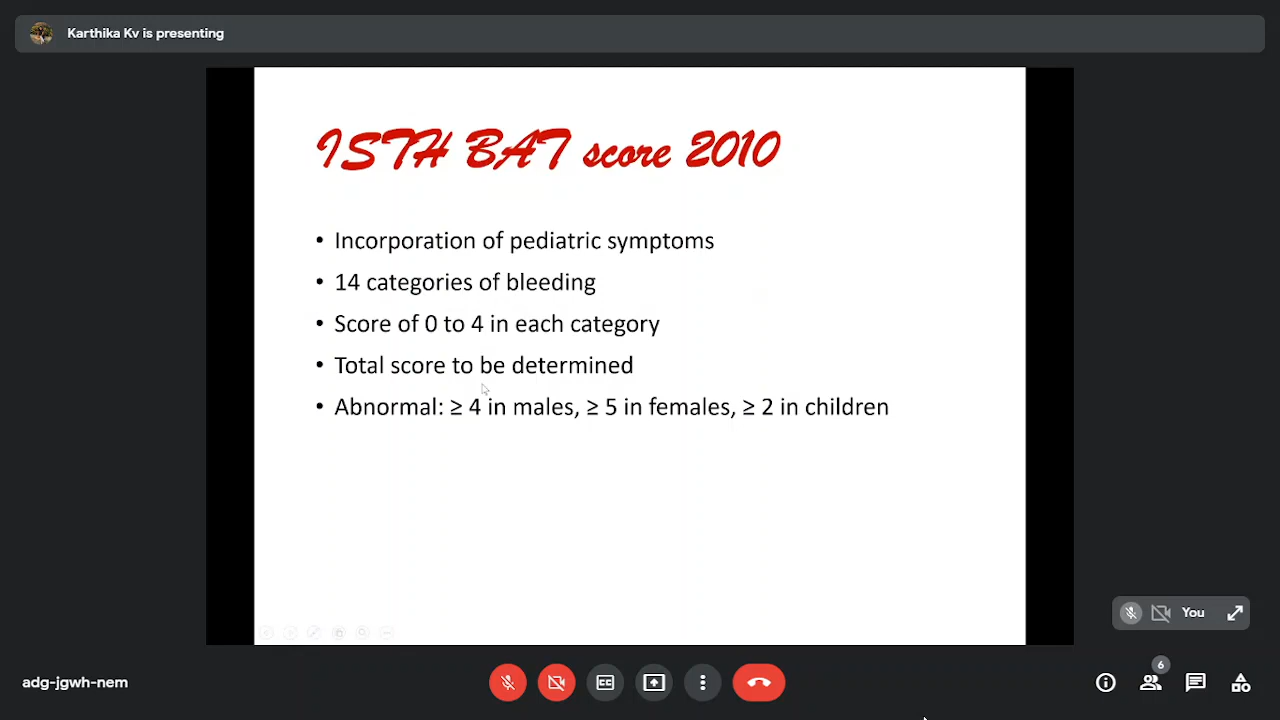 Karthika Kv is presenting
ISTH BAT score 2010
• Incorporation of pediatric symptoms
• 14 categories of bleeding
• Score of 0 to 4 in each category
• Total score to be determined
• Abnormal: ≥ 4 in males, ≥ 5 in females, ≥ 2 in children
You
6
adg-jgwh-nem
CC